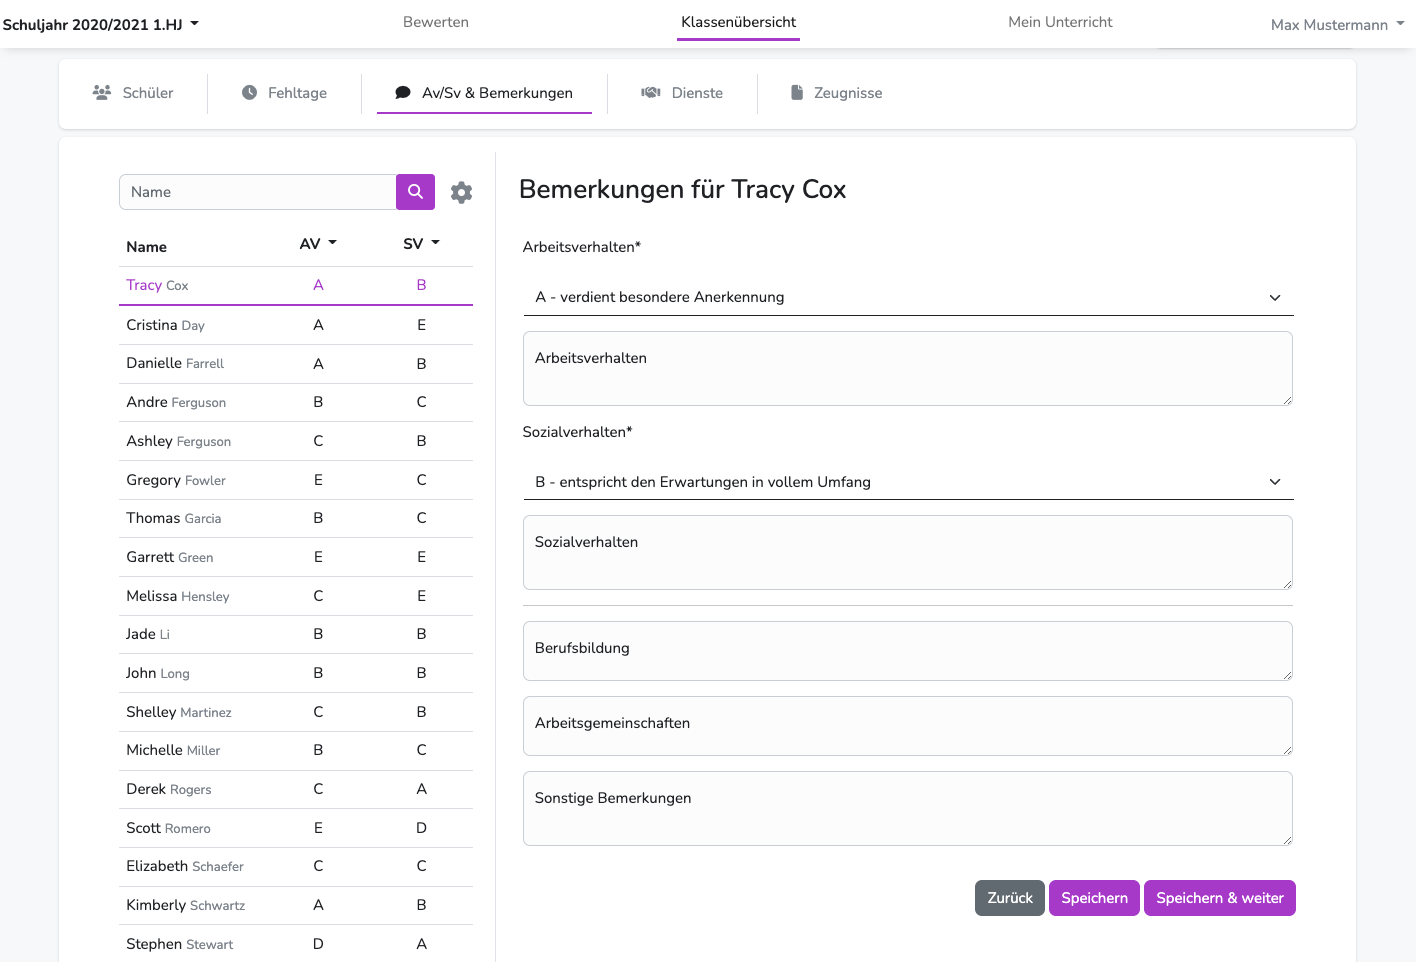 Schuljahr 2020/2021 1.HJ Bewerten Klassenübersicht Mein Unterricht Max Mustermann
Schüler Fehltage Av/Sv & Bemerkungen Dienste Zeugnisse
Name
Name AV SV
Tracy Cox A B
Cristina Day A E
Danielle Farrell A B
Andre Ferguson B C
Ashley Ferguson C B
Gregory Fowler E C
Thomas Garcia B C
Garrett Green E E
Melissa Hensley C E
Jade Li B B
John Long B B
Shelley Martinez C B
Michelle Miller B C
Derek Rogers C A
Scott Romero E D
Elizabeth Schaefer C C
Kimberly Schwartz A B
Stephen Stewart D A
Bemerkungen für Tracy Cox
Arbeitsverhalten*
A - verdient besondere Anerkennung
Arbeitsverhalten
Sozialverhalten*
B - entspricht den Erwartungen in vollem Umfang
Sozialverhalten
Berufsbildung
Arbeitsgemeinschaften
Sonstige Bemerkungen
Zurück Speichern Speichern & weiter